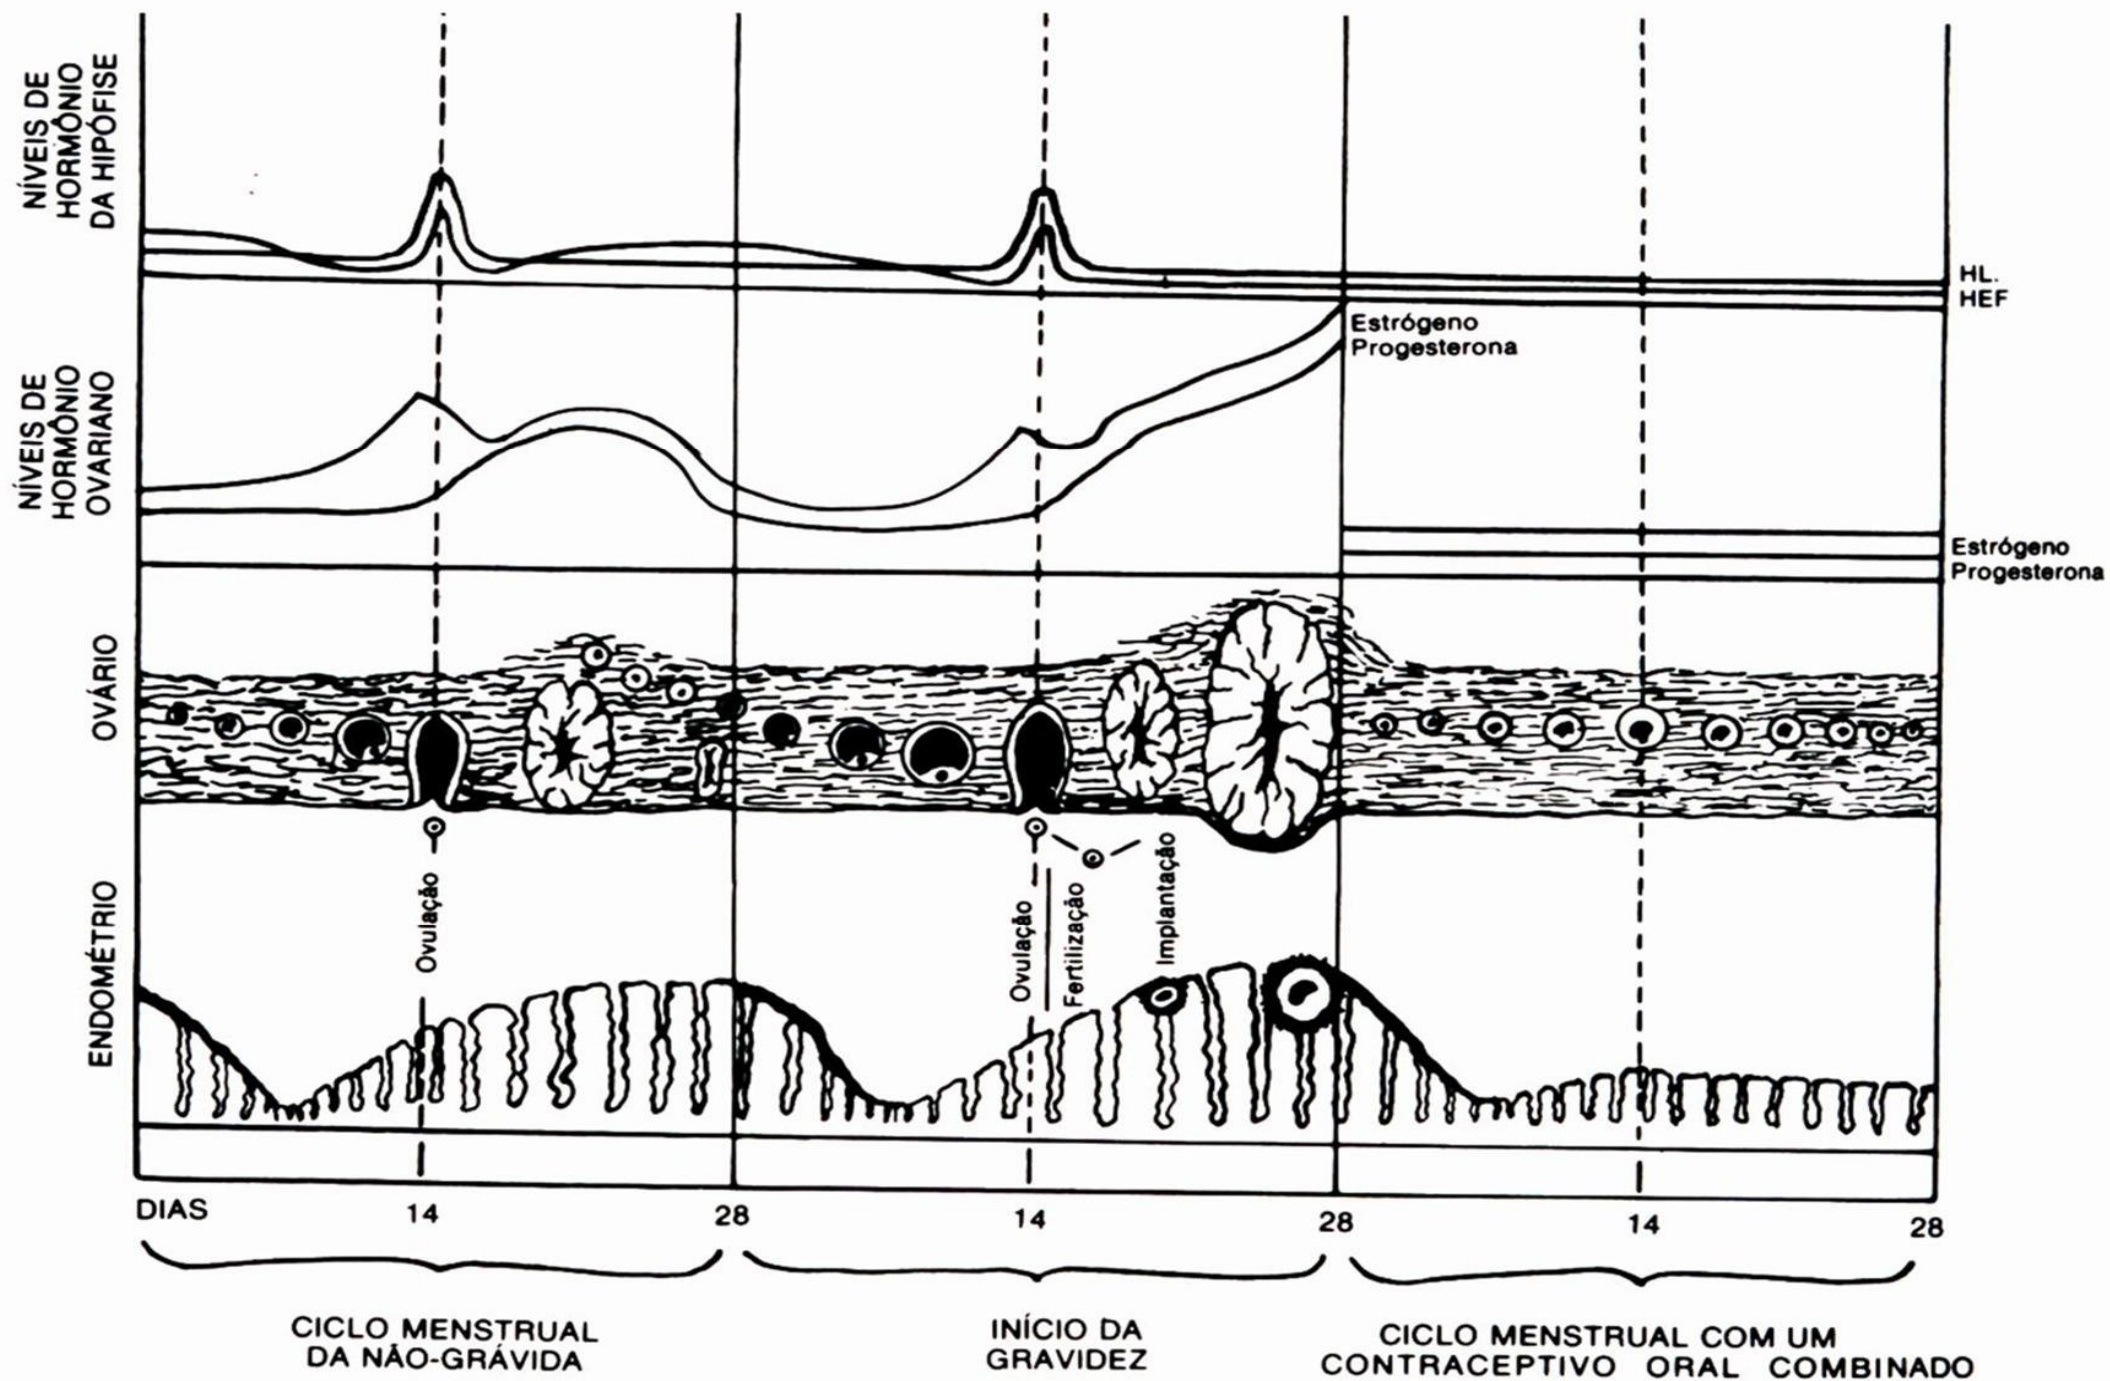 NÍVEIS DE
HORMÔNIO
DA HIPÓFISE
HL.
HEF
NÍVEIS DE
HORMÔNIO
OVARIANO
Estrógeno
Progesterona
Estrógeno
Progesterona
OVÁRIO
Ovulação
Ovulação
Fertilização
Implantação
ENDOMÉTRIO
DIAS
14
28
14
28
14
28
CICLO MENSTRUAL
DA NÃO-GRÁVIDA
INÍCIO DA
GRAVIDEZ
CICLO MENSTRUAL COM UM
CONTRACEPTIVO ORAL COMBINADO